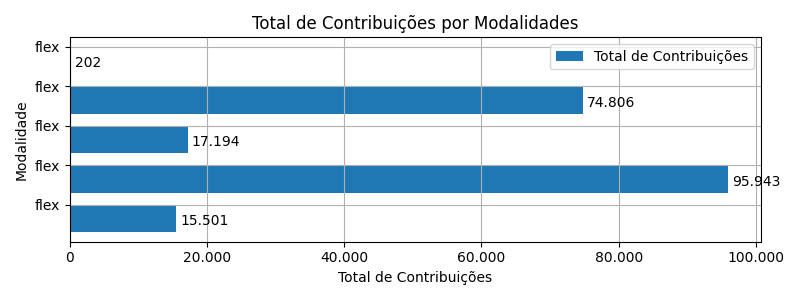 Total de Contribuições por Modalidades
Total de Contribuições
flex
202
flex
74.806
flex
17.194
flex
95.943
flex
15.501
Modalidade
0 20.000 40.000 60.000 80.000 100.000
Total de Contribuições